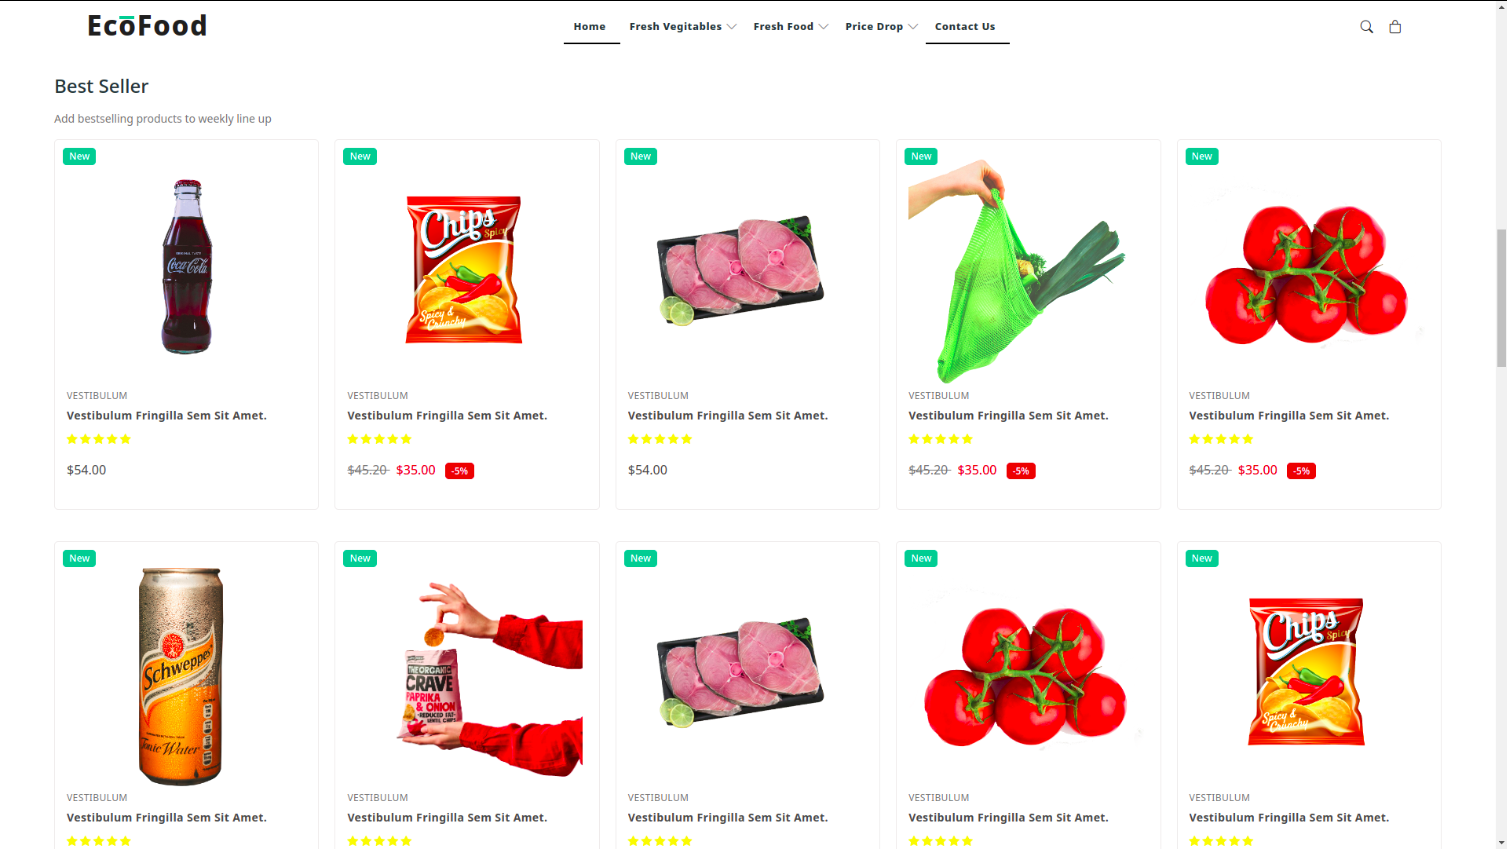 EcōFood
Home Fresh Vegitables Fresh Food Price Drop Contact Us
Best Seller
Add bestselling products to weekly line up
New New New New New
Coca-Cola
Chips
Spicy
Spicy &
Crunchy
VESTIBULUM VESTIBULUM VESTIBULUM VESTIBULUM VESTIBULUM
Vestibulum Fringilla Sem Sit Amet. Vestibulum Fringilla Sem Sit Amet. Vestibulum Fringilla Sem Sit Amet. Vestibulum Fringilla Sem Sit Amet. Vestibulum Fringilla Sem Sit Amet.
$54.00 $45.20 $35.00 -5% $54.00 $45.20 $35.00 -5% $45.20 $35.00 -5%
New New New New New
Schweppes
Tonic Water
THE ORGANIC
CRAVE
PAPRIKA
& ONION
REDUCED FAT
LENTIL CHIPS
Chips
Spicy
Spicy &
Crunchy
VESTIBULUM VESTIBULUM VESTIBULUM VESTIBULUM VESTIBULUM
Vestibulum Fringilla Sem Sit Amet. Vestibulum Fringilla Sem Sit Amet. Vestibulum Fringilla Sem Sit Amet. Vestibulum Fringilla Sem Sit Amet. Vestibulum Fringilla Sem Sit Amet.